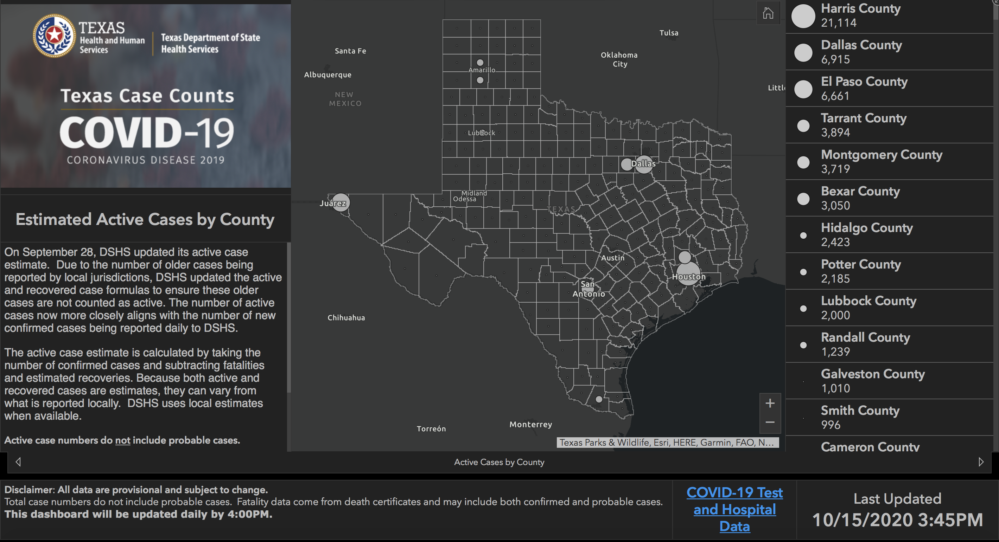 TEXAS
Health and Human
Services
Texas Department of State
Health Services
Texas Case Counts
COVID-19
CORONAVIRUS DISEASE 2019
Estimated Active Cases by County
On September 28, DSHS updated its active case
estimate.  Due to the number of older cases being
reported by local jurisdictions, DSHS updated the active
and recovered case formulas to ensure these older
cases are not counted as active. The number of active
cases now more closely aligns with the number of new
confirmed cases being reported daily to DSHS.
The active case estimate is calculated by taking the
number of confirmed cases and subtracting fatalities
and estimated recoveries. Because both active and
recovered cases are estimates, they can vary from
what is reported locally.  DSHS uses local estimates
when available.
Active case numbers do not include probable cases.
Tulsa
Santa Fe
Oklahoma
City
Amarillo
Albuquerque
Little
NEW
MEXICO
Lubbock
Dallas
Midland
Odessa
Juárez
TEXAS
Austin
Houston
San
Antonio
Chihuahua
Monterrey
Torreón
+
−
Texas Parks & Wildlife, Esri, HERE, Garmin, FAO, N...
Harris County
21,114
Dallas County
6,915
El Paso County
6,661
Tarrant County
3,894
Montgomery County
3,719
Bexar County
3,050
Hidalgo County
2,423
Potter County
2,185
Lubbock County
2,000
Randall County
1,239
Galveston County
1,010
Smith County
996
Cameron County
Active Cases by County
Disclaimer: All data are provisional and subject to change.
Total case numbers do not include probable cases.  Fatality data come from death certificates and may include both confirmed and probable cases.
This dashboard will be updated daily by 4:00PM.
COVID-19 Test
and Hospital
Data
Last Updated
10/15/2020 3:45PM